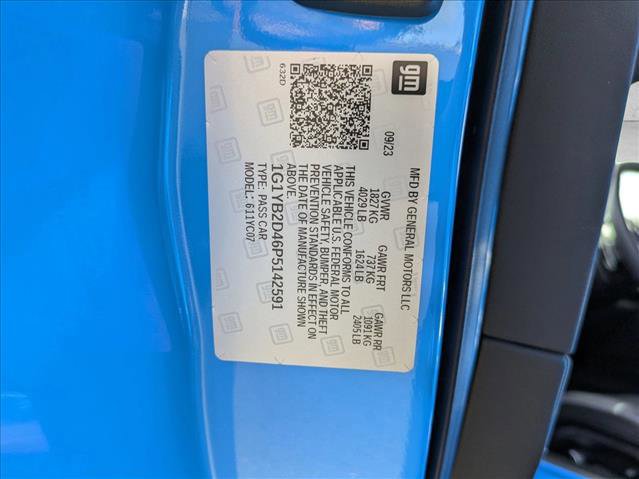 gm
MFD BY GENERAL MOTORS LLC
09/23
GVWR
1827 KG
4029 LB
GAWR FRT
737 KG
1624 LB
GAWR RR
1091 KG
2405 LB
THIS VEHICLE CONFORMS TO ALL
APPLICABLE U.S. FEDERAL MOTOR
VEHICLE SAFETY, BUMPER, AND THEFT
PREVENTION STANDARDS IN EFFECT ON
THE DATE OF MANUFACTURE SHOWN
ABOVE.
1G1YB2D46P5142591
TYPE: PASS CAR
MODEL: 611YC07
632D